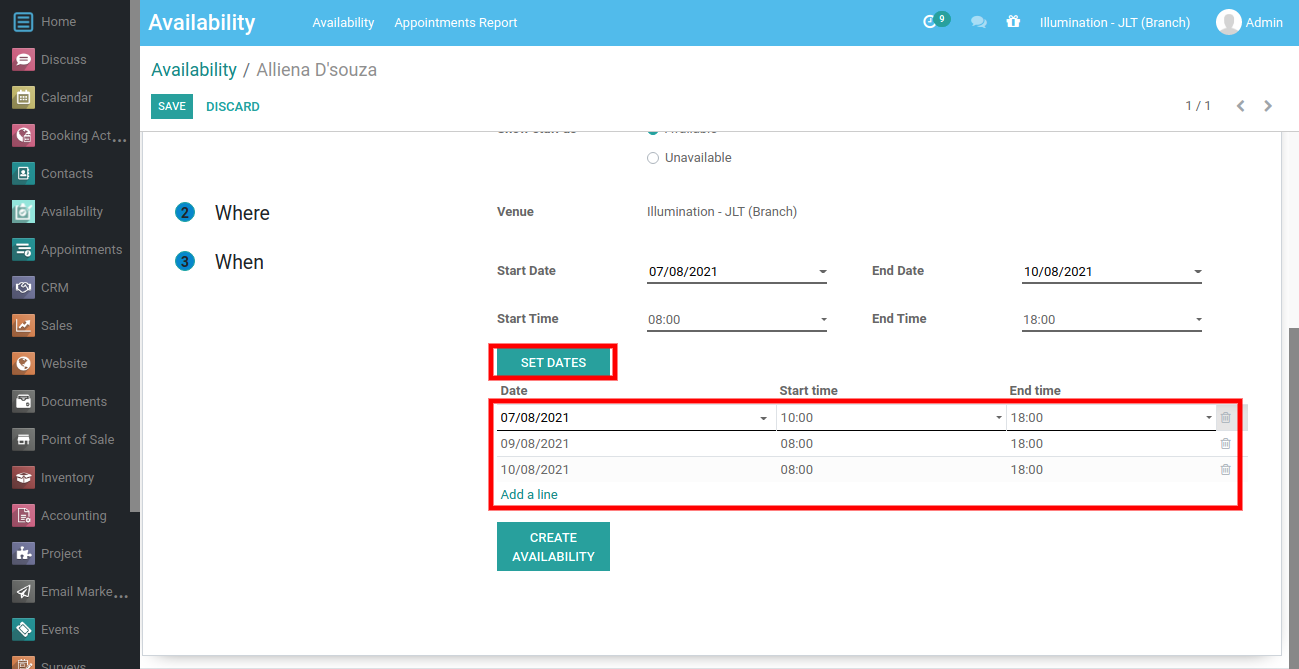 Home
Discuss
Calendar
Booking Act...
Contacts
Availability
Appointments
CRM
Sales
Website
Documents
Point of Sale
Inventory
Accounting
Project
Email Marke...
Events
Surveys
Availability Availability Appointments Report 9 Illumination - JLT (Branch) Admin
Availability / Alliena D'souza
SAVE DISCARD 1 / 1
Show staff as Available
Unavailable
2 Where Venue Illumination - JLT (Branch)
3 When
Start Date 07/08/2021 End Date 10/08/2021
Start Time 08:00 End Time 18:00
SET DATES
Date Start time End time
07/08/2021 10:00 18:00
09/08/2021 08:00 18:00
10/08/2021 08:00 18:00
Add a line
CREATE
AVAILABILITY